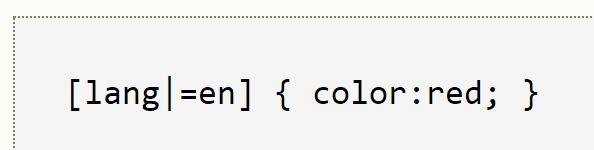 [lang|=en] { color:red; }